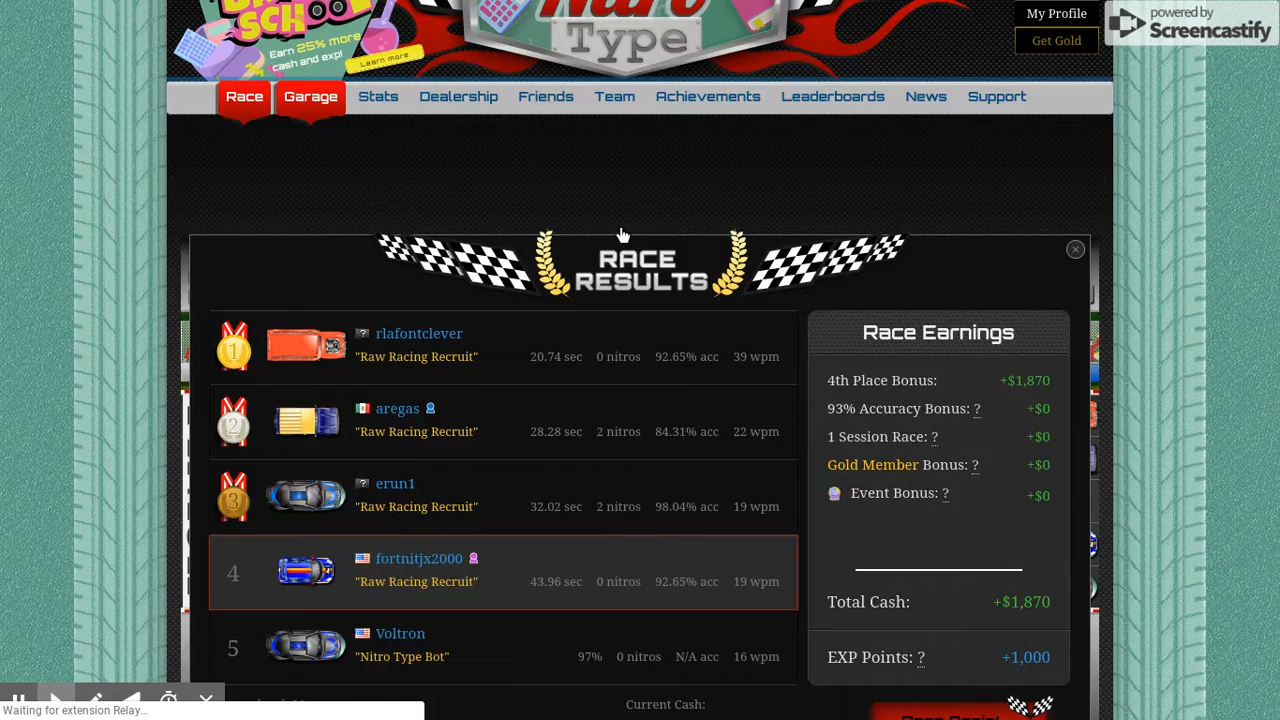 SCHOOL
Earn 25% more
cash and exp!
Learn more
Nitro
Type
My Profile
Get Gold
powered by
Screencastify
Race Garage Stats Dealership Friends Team Achievements Leaderboards News Support
RACE
RESULTS
1
rlafontclever
"Raw Racing Recruit" 20.74 sec 0 nitros 92.65% acc 39 wpm
2
aregas
"Raw Racing Recruit" 28.28 sec 2 nitros 84.31% acc 22 wpm
3
erun1
"Raw Racing Recruit" 32.02 sec 2 nitros 98.04% acc 19 wpm
4
fortnitjx2000
"Raw Racing Recruit" 43.96 sec 0 nitros 92.65% acc 19 wpm
5
Voltron
"Nitro Type Bot" 97% 0 nitros N/A acc 16 wpm
Race Earnings
4th Place Bonus: +$1,870
93% Accuracy Bonus: ? +$0
1 Session Race: ? +$0
Gold Member Bonus: ? +$0
Event Bonus: ? +$0
Total Cash: +$1,870
EXP Points: ? +1,000
Current Cash:
Waiting for extension Relay...